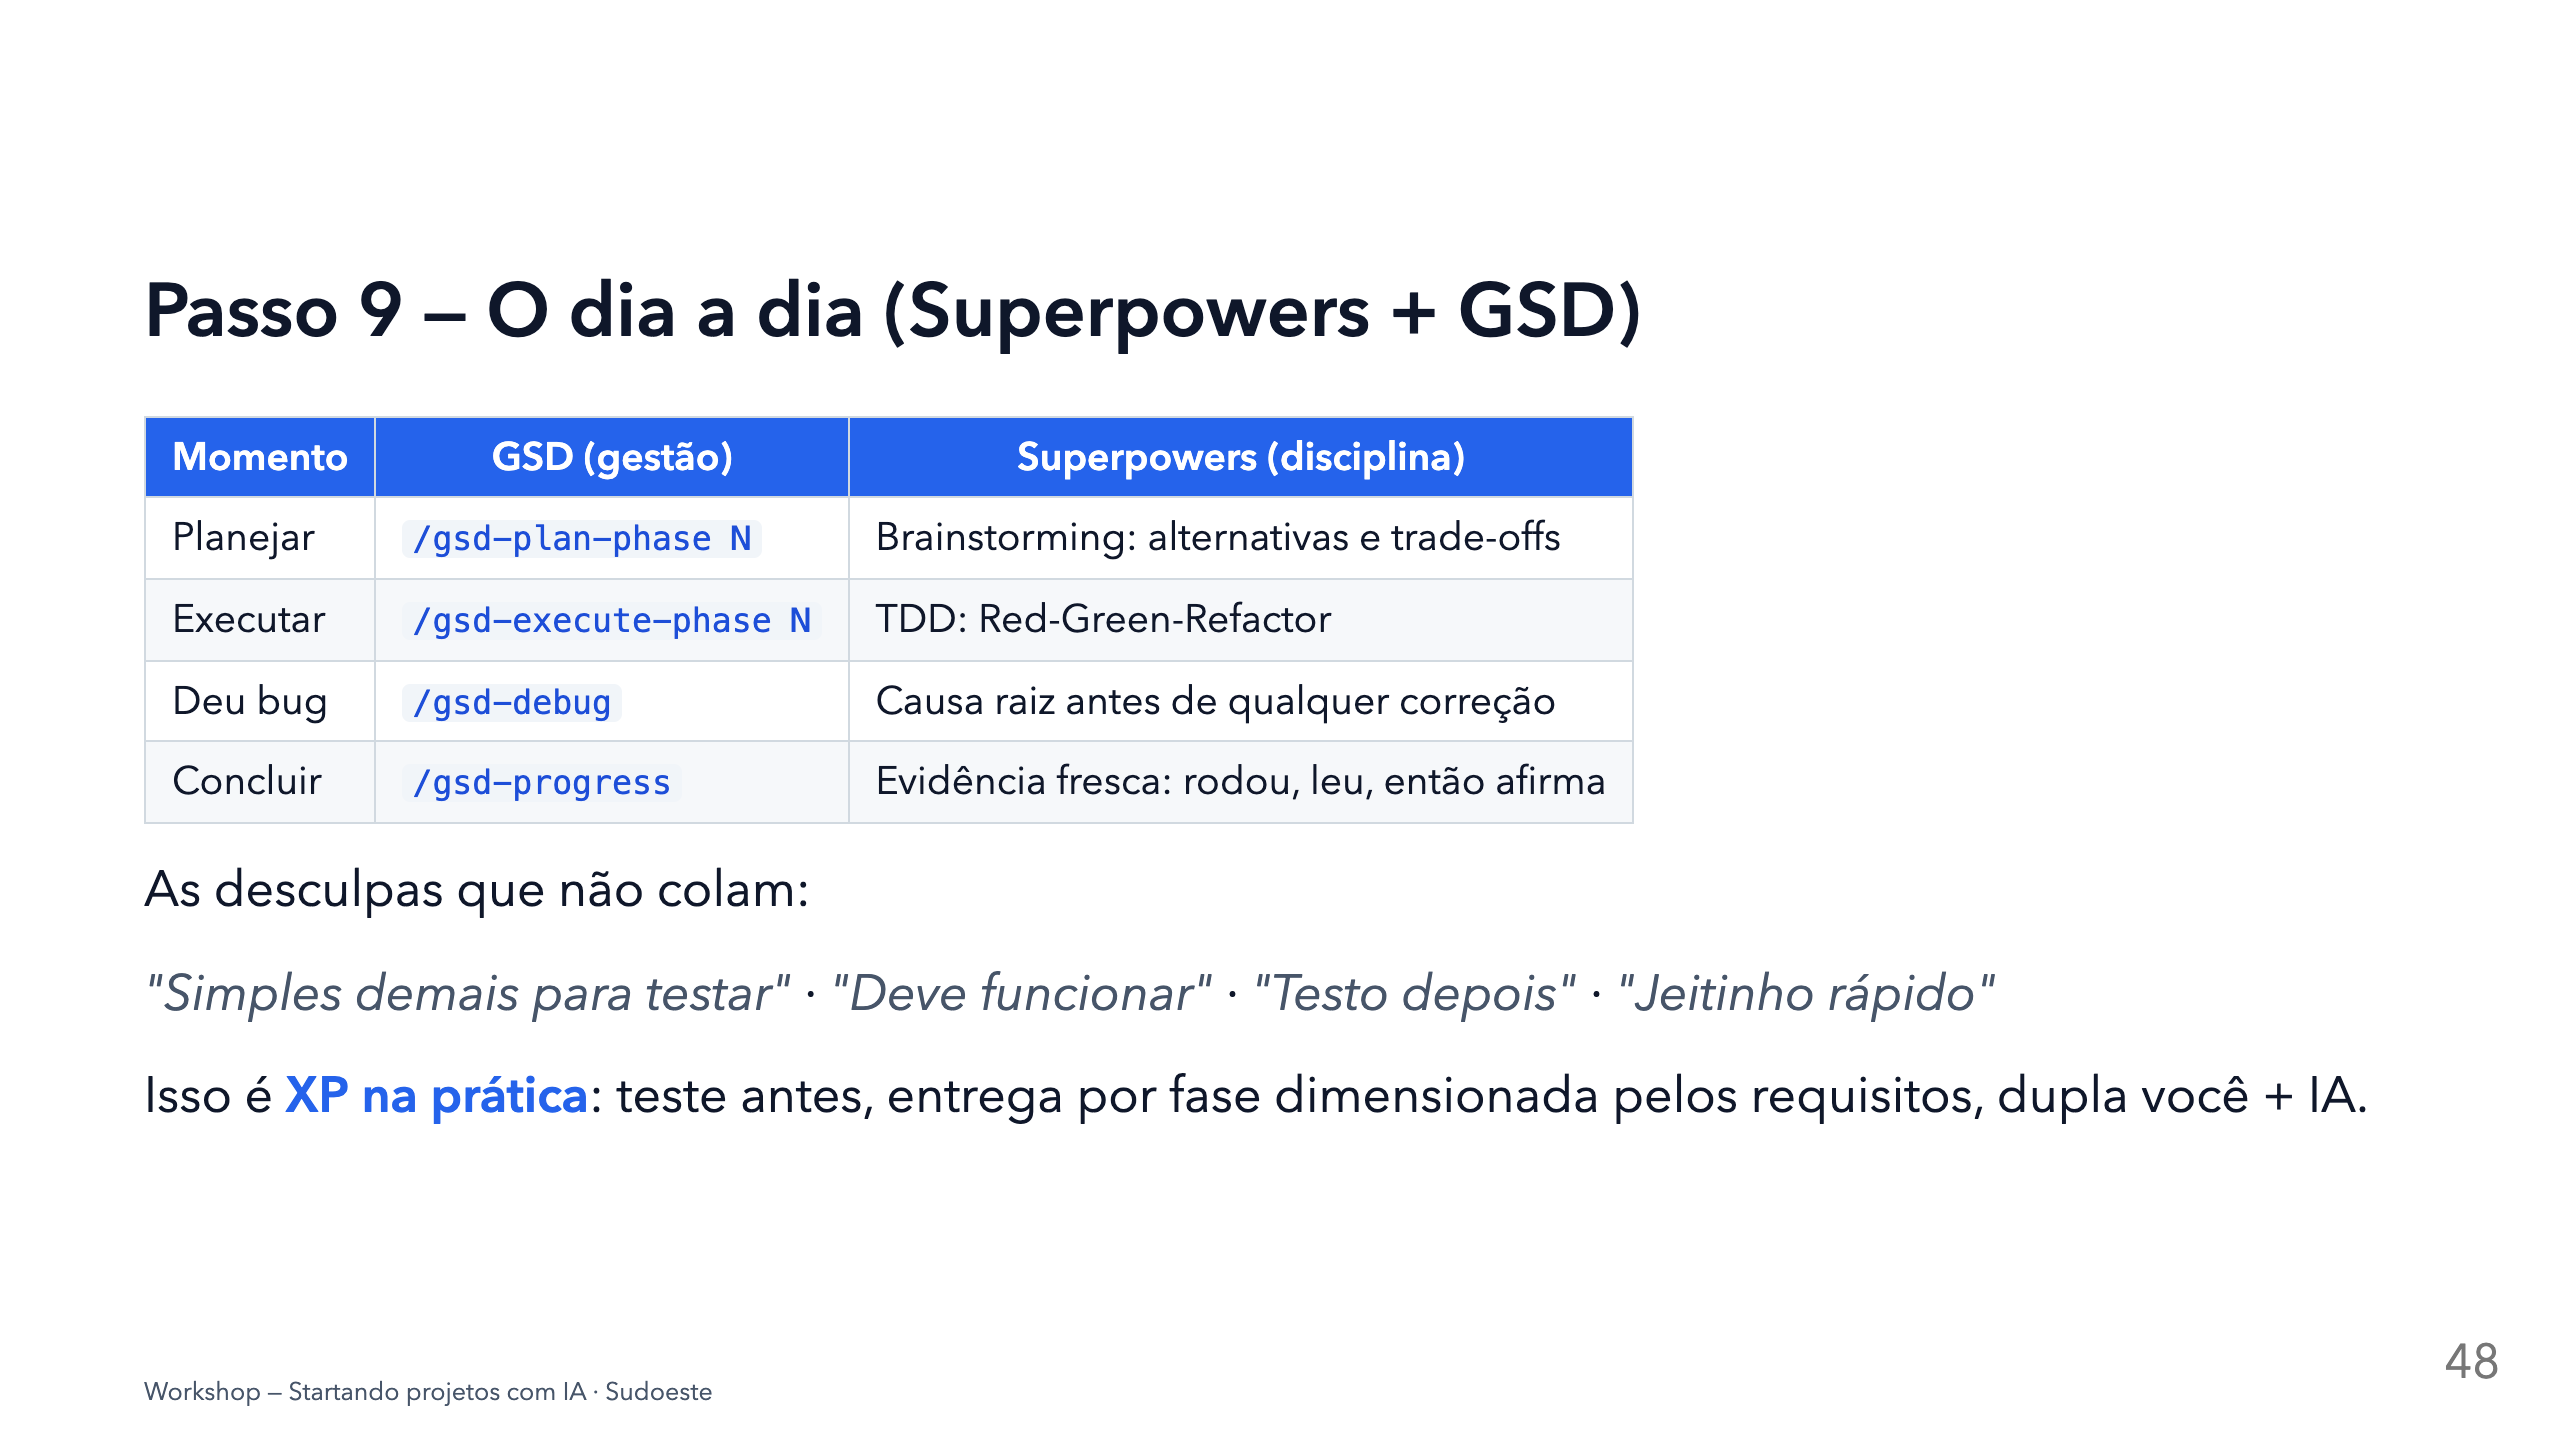 Passo 9 – O dia a dia (Superpowers + GSD)
Momento GSD (gestão) Superpowers (disciplina)
Planejar /gsd-plan-phase N Brainstorming: alternativas e trade-offs
Executar /gsd-execute-phase N TDD: Red-Green-Refactor
Deu bug /gsd-debug Causa raiz antes de qualquer correção
Concluir /gsd-progress Evidência fresca: rodou, leu, então afirma
As desculpas que não colam:
"Simples demais para testar" · "Deve funcionar" · "Testo depois" · "Jeitinho rápido"
Isso é XP na prática: teste antes, entrega por fase dimensionada pelos requisitos, dupla você + IA.
Workshop – Startando projetos com IA · Sudoeste
48